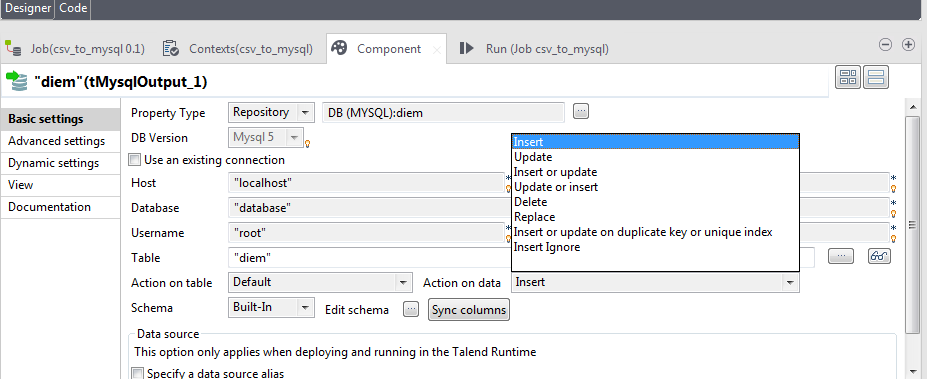 Designer Code
Job(csv_to_mysql 0.1) Contexts(csv_to_mysql) Component Run (Job csv_to_mysql)
"diem"(tMysqlOutput_1)
Basic settings
Advanced settings
Dynamic settings
View
Documentation
Property Type Repository DB (MYSQL):diem ...
DB Version Mysql 5
Use an existing connection
Host "localhost" * *
Database "database" * *
Username "root" * *
Table "diem" ...
Insert
Update
Insert or update
Update or insert
Delete
Replace
Insert or update on duplicate key or unique index
Insert Ignore
Action on table Default Action on data Insert
Schema Built-In Edit schema ... Sync columns
Data source
This option only applies when deploying and running in the Talend Runtime
Specify a data source alias